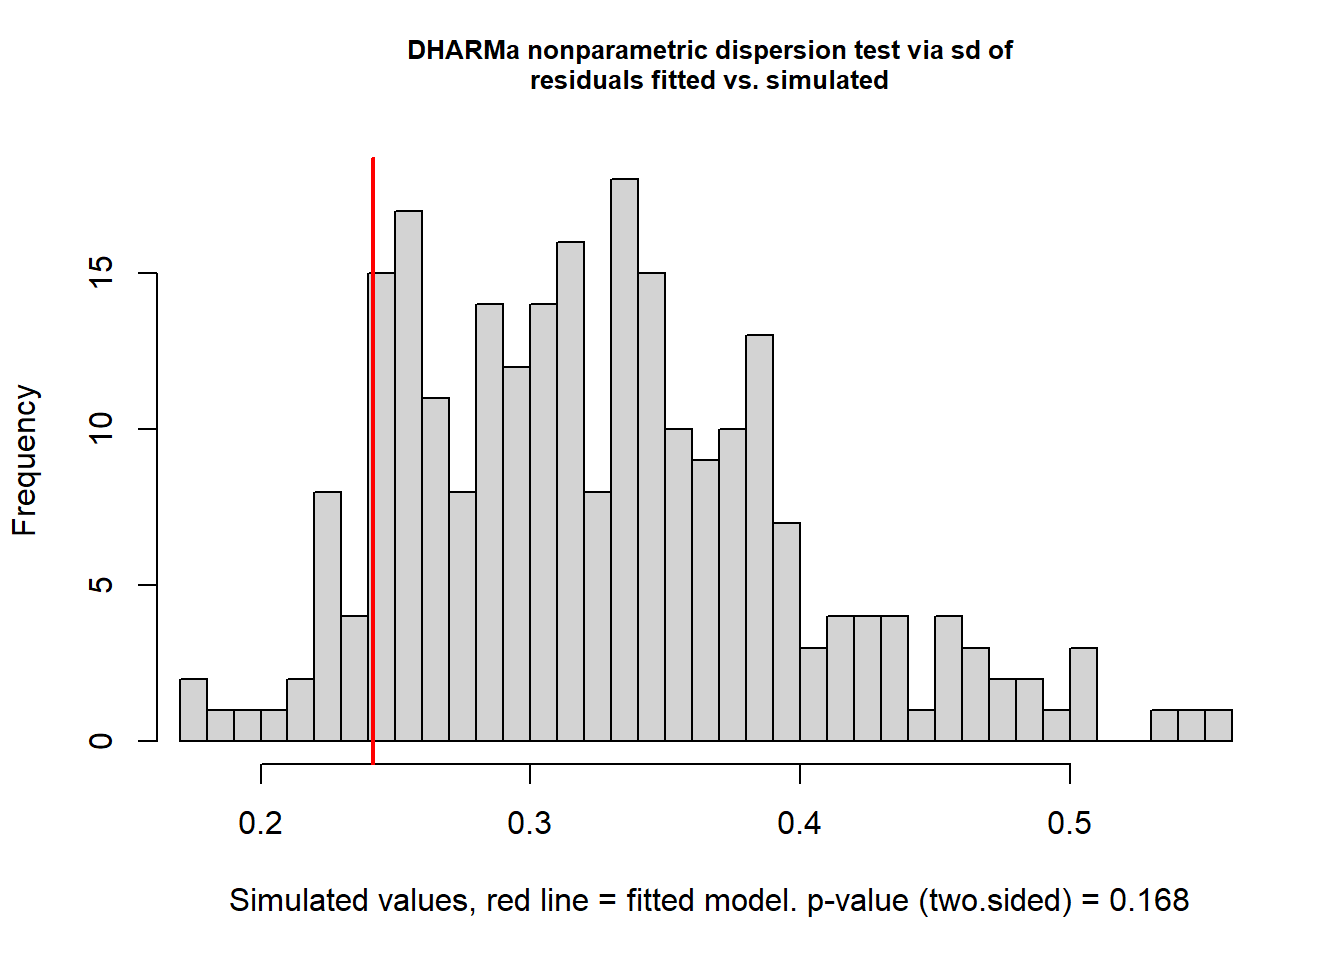 DHARMa nonparametric dispersion test via sd of
residuals fitted vs. simulated
Frequency
15
10
5
0
0.2 0.3 0.4 0.5
Simulated values, red line = fitted model. p-value (two.sided) = 0.168